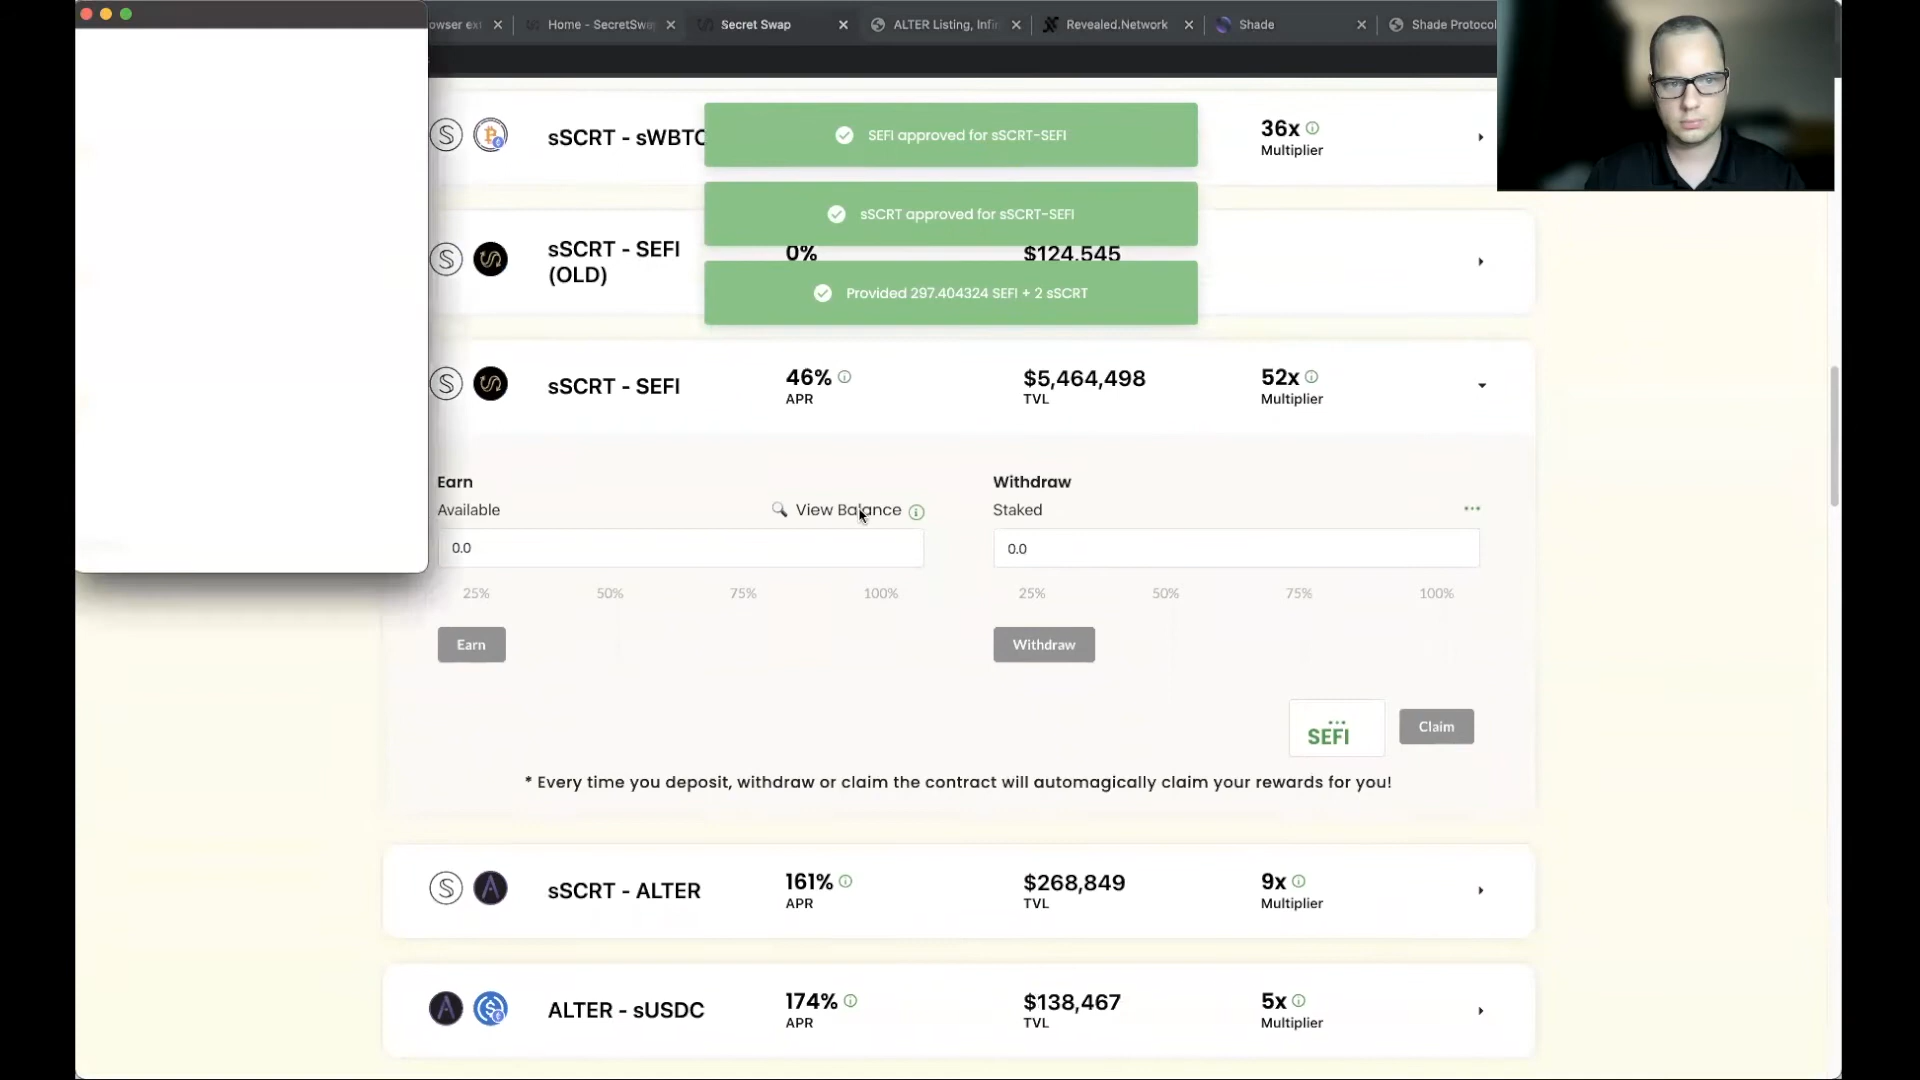 owser ext
Home - SecretSwa
Secret Swap
ALTER Listing, Infi
Revealed.Network
Shade
Shade Protocol
sSCRT - sWBTC
36x
Multiplier
SEFI approved for sSCRT-SEFI
sSCRT approved for sSCRT-SEFI
Provided 297.404324 SEFI + 2 sSCRT
sSCRT - SEFI
(OLD)
0%
$124,545
sSCRT - SEFI
46%
APR
$5,464,498
TVL
52x
Multiplier
Earn
Available
View Balance
0.0
25% 50% 75% 100%
Earn
Withdraw
Staked
0.0
25% 50% 75% 100%
Withdraw
SEFI
Claim
* Every time you deposit, withdraw or claim the contract will automagically claim your rewards for you!
sSCRT - ALTER
161%
APR
$268,849
TVL
9x
Multiplier
ALTER - sUSDC
174%
APR
$138,467
TVL
5x
Multiplier